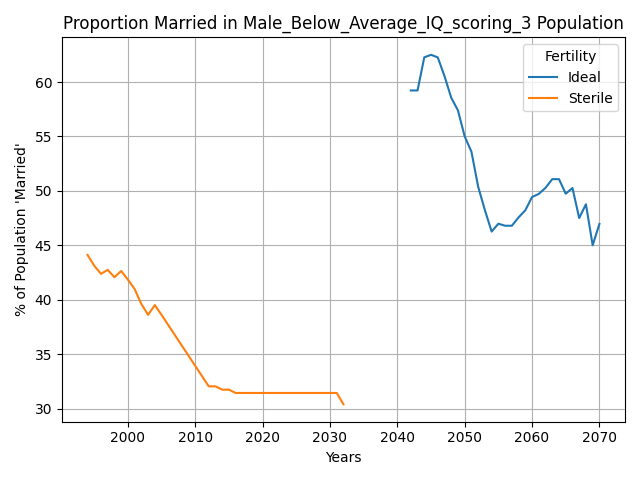 Proportion Married in Male_Below_Average_IQ_scoring_3 Population
Fertility
Ideal
Sterile
% of Population 'Married'
60
55
50
45
40
35
30
2000 2010 2020 2030 2040 2050 2060 2070
Years